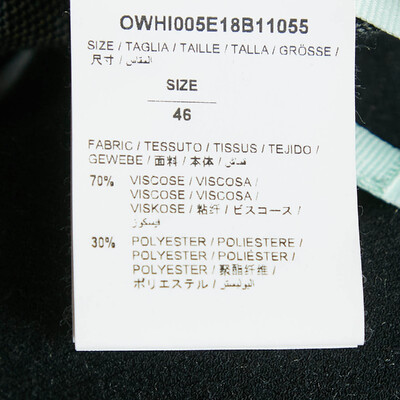 OWHI005E18B11055
SIZE / TAGLIA / TAILLE / TALLA / GRÖSSE /
尺寸 / المقاس /
SIZE
46
FABRIC / TESSUTO / TISSUS / TEJIDO /
GEWEBE / 面料 / 本体 / قماش /
70% VISCOSE / VISCOSA /
VISCOSE / VISCOSA /
VISKOSE / 粘纤 / ビスコース /
فيسكوز
30% POLYESTER / POLIESTERE /
POLYESTER / POLIÉSTER /
POLYESTER / 聚酯纤维 /
ポリエステル / البوليستر /